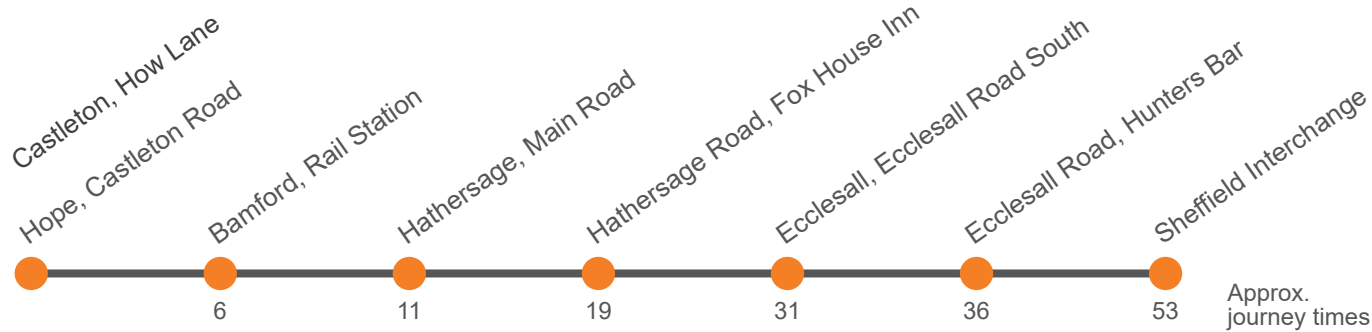 Castleton, How Lane
Hope, Castleton Road
Bamford, Rail Station
Hathersage, Main Road
Hathersage Road, Fox House Inn
Ecclesall, Ecclesall Road South
Ecclesall Road, Hunters Bar
Sheffield Interchange
6
11
19
31
36
53
Approx.
journey times